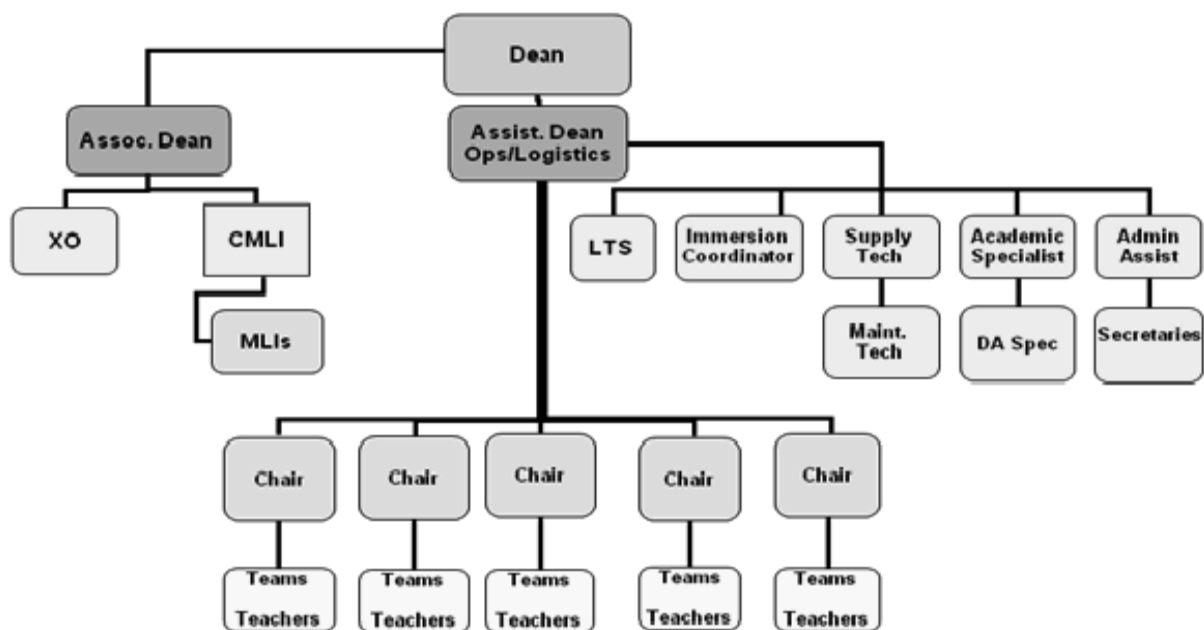 Dean
Assoc. Dean
Assist. Dean
Ops/Logistics
XO
CMLI
LTS
Immersion
Coordinator
Supply
Tech
Academic
Specialist
Admin
Assist
MLIs
Maint.
Tech
DA Spec
Secretaries
Chair
Chair
Chair
Chair
Chair
Teams
Teachers
Teams
Teachers
Teams
Teachers
Teams
Teachers
Teams
Teachers